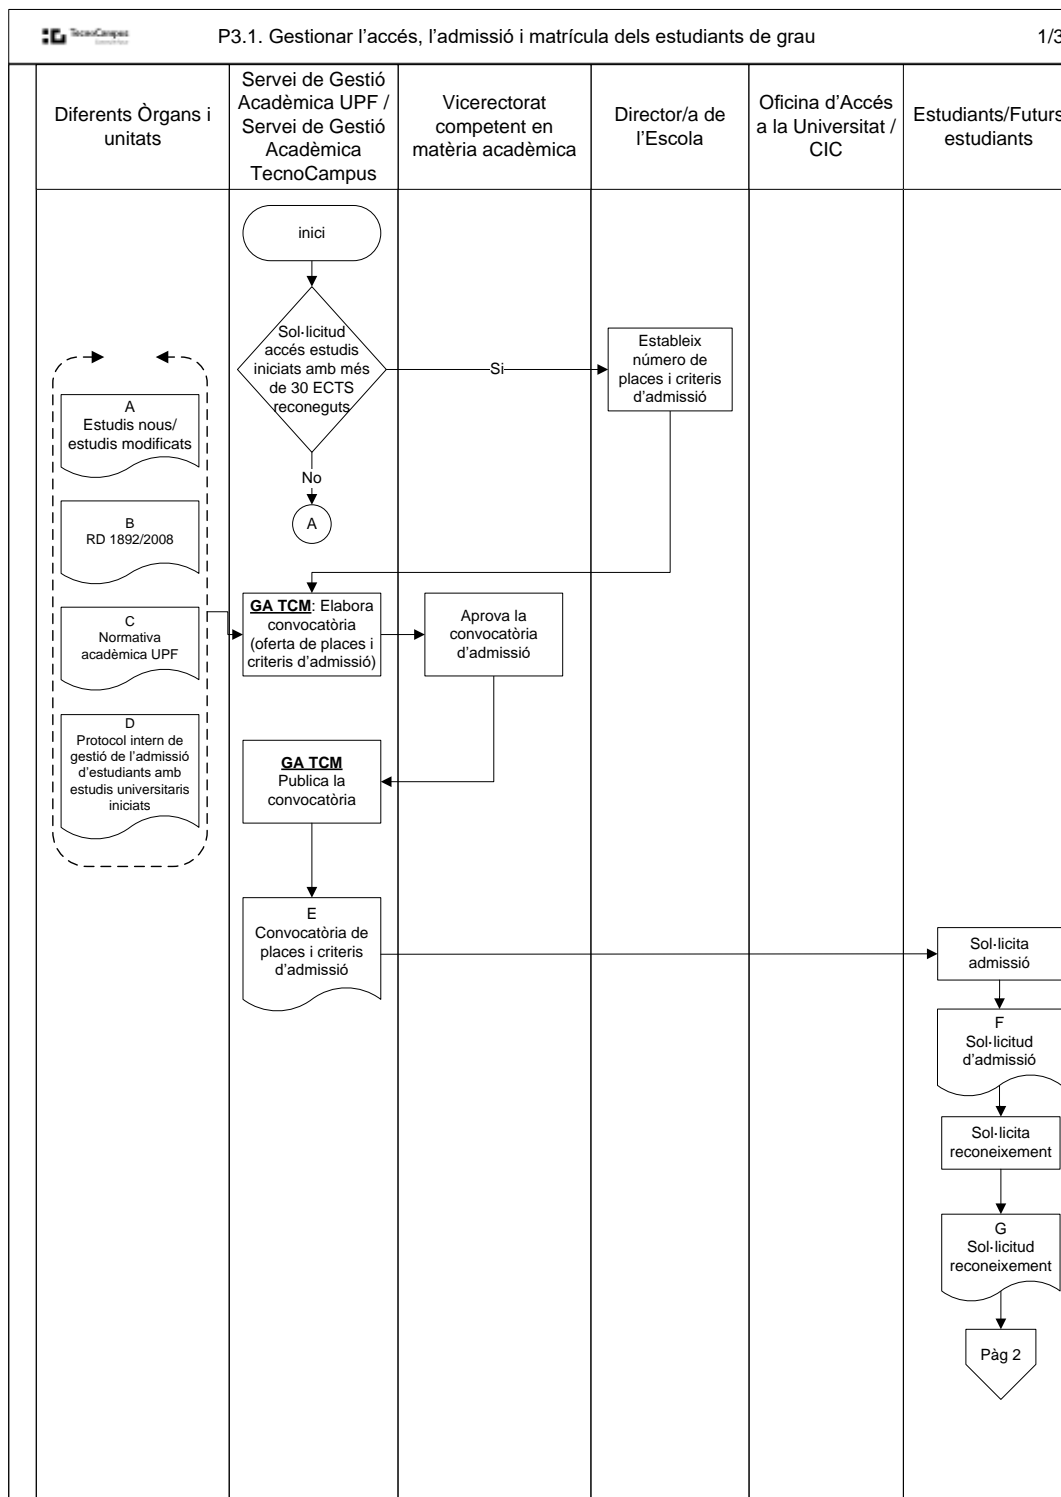 TecnoCampus
P3.1. Gestionar l'accés, l'admissió i matrícula dels estudiants de grau
1/3
Diferents Òrgans i
unitats
Servei de Gestió
Acadèmica UPF /
Servei de Gestió
Acadèmica
TecnoCampus
Vicerectorat
competent en
matèria acadèmica
Director/a de
l'Escola
Oficina d'Accés
a la Universitat /
CIC
Estudiants/Futurs
estudiants
inici
Sol·licitud
accés estudis
iniciats amb més
de 30 ECTS
reconeguts
Si
Estableix
número de
places i criteris
d'admissió
No
A
A
Estudis nous/
estudis modificats
B
RD 1892/2008
C
Normativa
acadèmica UPF
D
Protocol intern de
gestió de l'admissió
d'estudiants amb
estudis universitaris
iniciats
GA TCM: Elabora
convocatòria
(oferta de places i
criteris d'admissió)
Aprova la
convocatòria
d'admissió
GA TCM
Publica la
convocatòria
E
Convocatòria de
places i criteris
d'admissió
Sol·licita
admissió
F
Sol·licitud
d'admissió
Sol·licita
reconeixement
G
Sol·licitud
reconeixement
Pàg 2